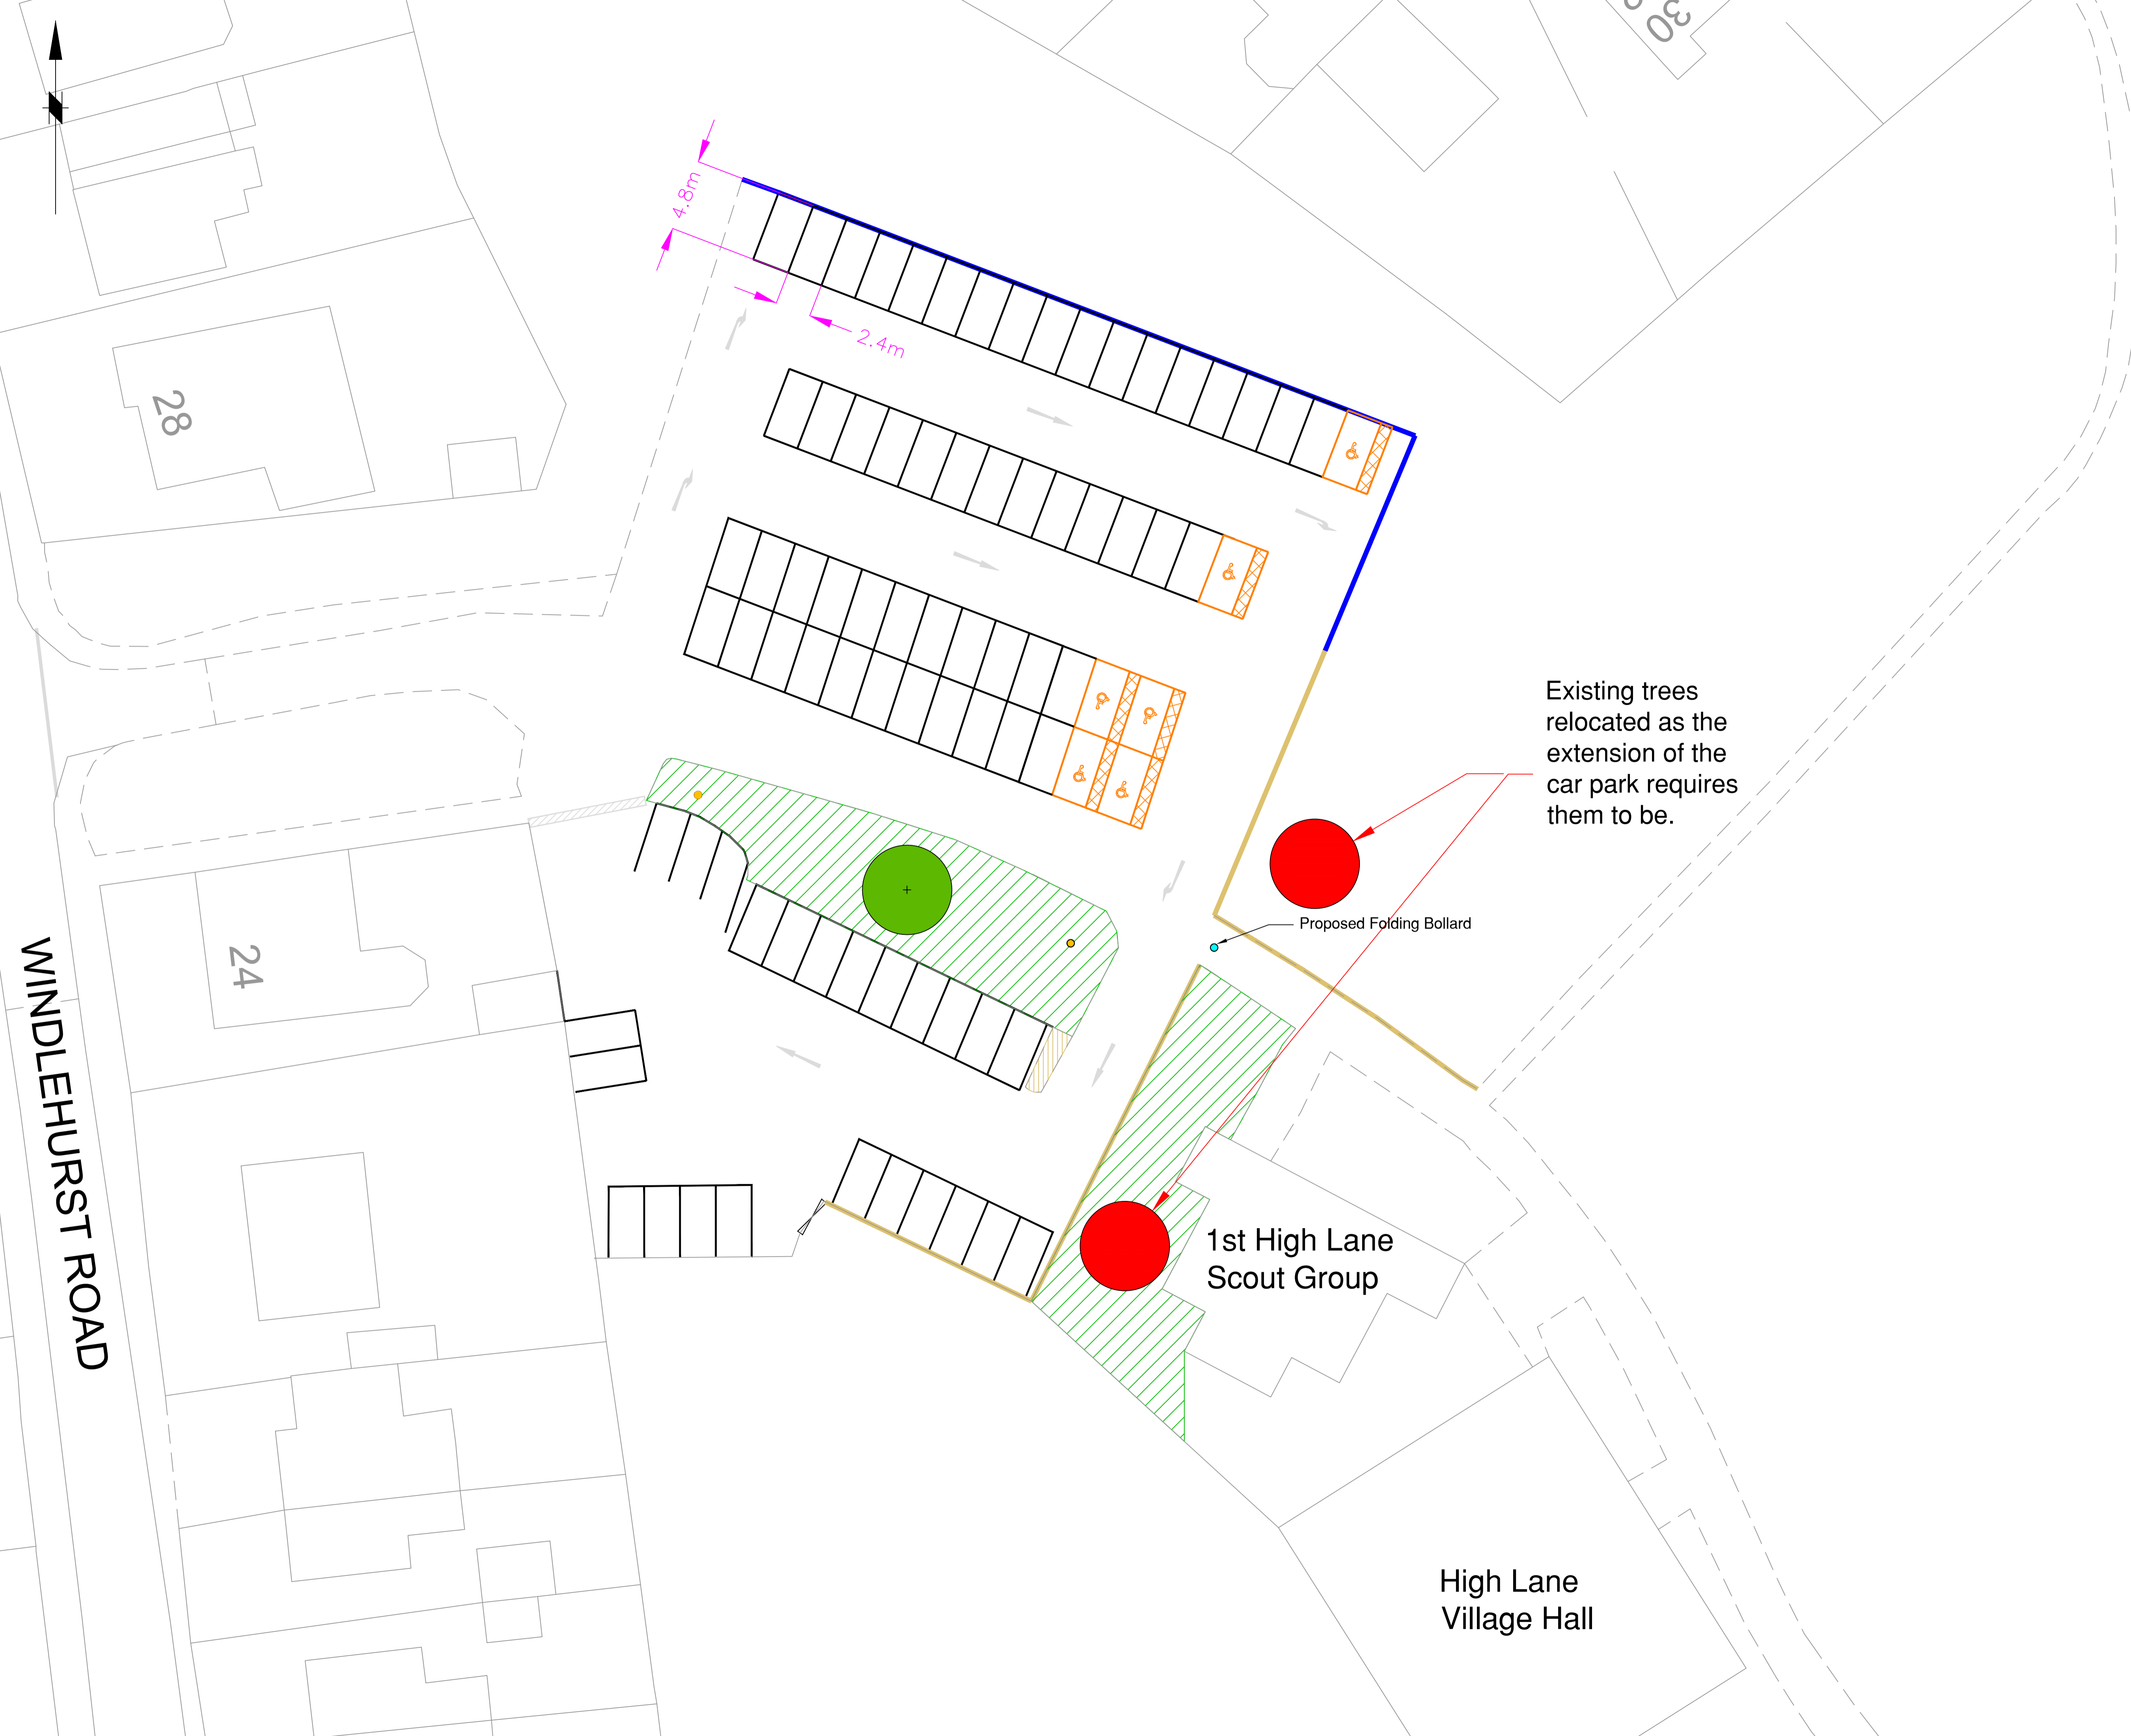 30
4.8m
2.4m
28
Existing trees
relocated as the
extension of the
car park requires
them to be.
Proposed Folding Bollard
24
WINDLEHURST ROAD
1st High Lane
Scout Group
High Lane
Village Hall